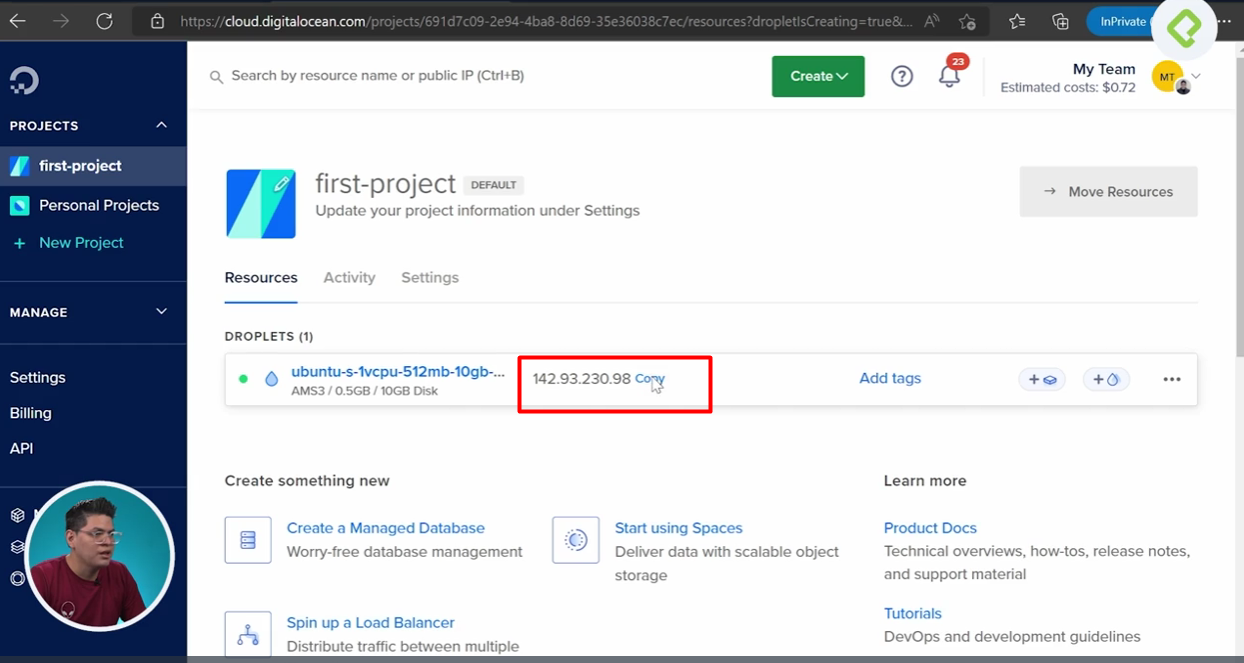 https://cloud.digitalocean.com/projects/691d7c09-2e94-4ba8-8d69-35e36038c7ec/resources?dropletIsCreating=true&...
InPrivate
Search by resource name or public IP (Ctrl+B)
Create
23
My Team
Estimated costs: $0.72
MT
PROJECTS
first-project
Personal Projects
+ New Project
MANAGE
Settings
Billing
API
first-project DEFAULT
Update your project information under Settings
→ Move Resources
Resources Activity Settings
DROPLETS (1)
ubuntu-s-1vcpu-512mb-10gb-...
AMS3 / 0.5GB / 10GB Disk
142.93.230.98 Copy
Add tags
Create something new
Create a Managed Database
Worry-free database management
Start using Spaces
Deliver data with scalable object
storage
Spin up a Load Balancer
Distribute traffic between multiple
Learn more
Product Docs
Technical overviews, how-tos, release notes,
and support material
Tutorials
DevOps and development guidelines